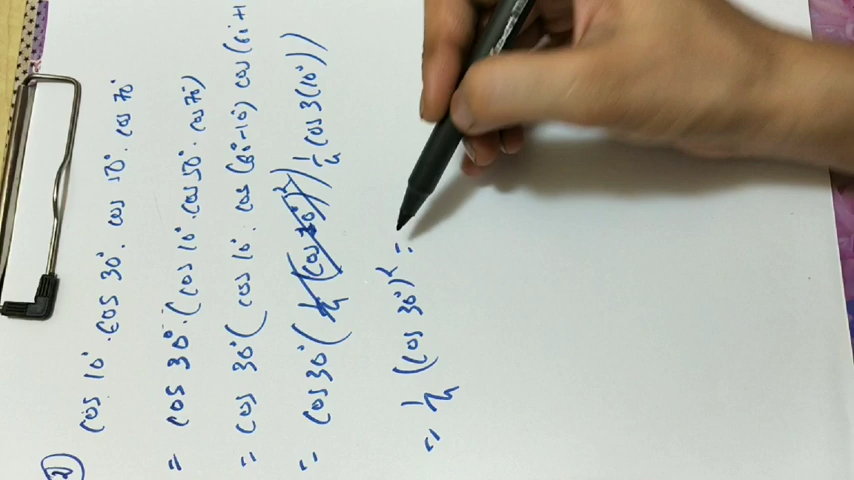 2)
cos 10°. cos 30°. cos 50°. cos 70°
= cos 30°. (cos 10°. cos 50°. cos 70°)
= cos 30° ( cos 10°. cos (60°-10°) cos (60+
= cos 30° ( 1/4 (cos 30°)²) 1/4 cos 3(10°))
= 1/4 (cos 30°)² =